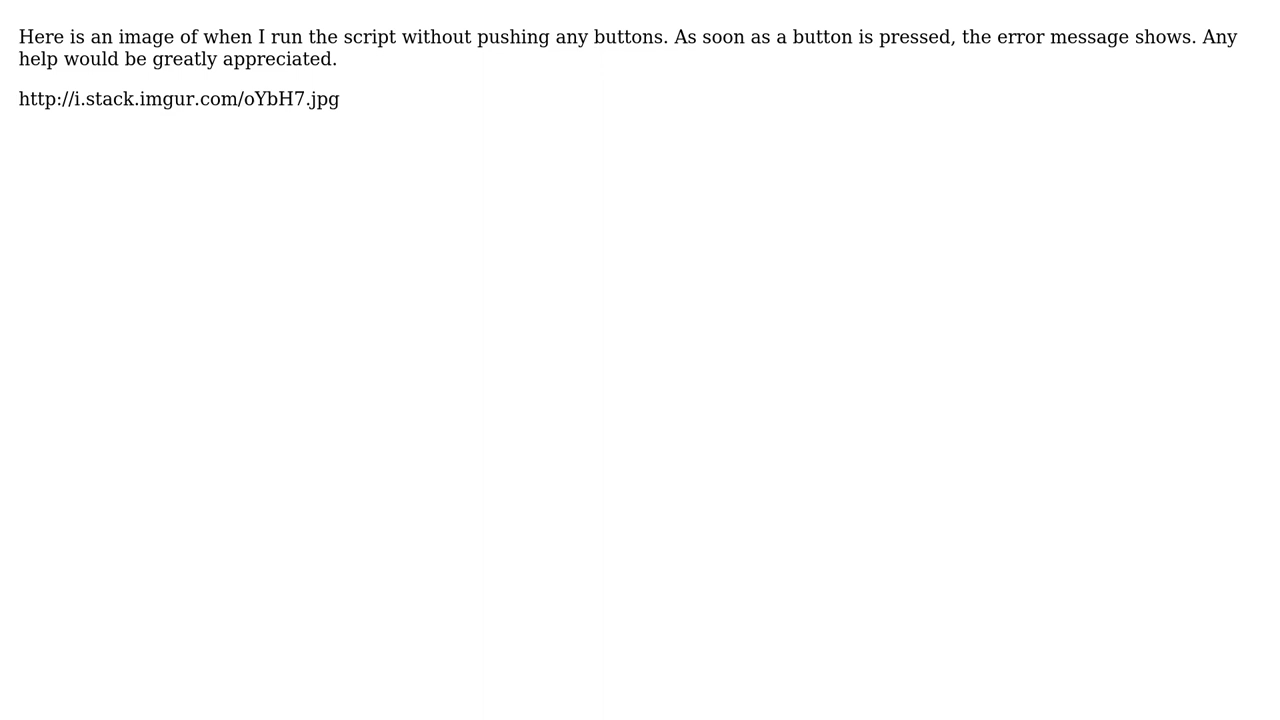 Here is an image of when I run the script without pushing any buttons. As soon as a button is pressed, the error message shows. Any
help would be greatly appreciated.
http://i.stack.imgur.com/oYbH7.jpg